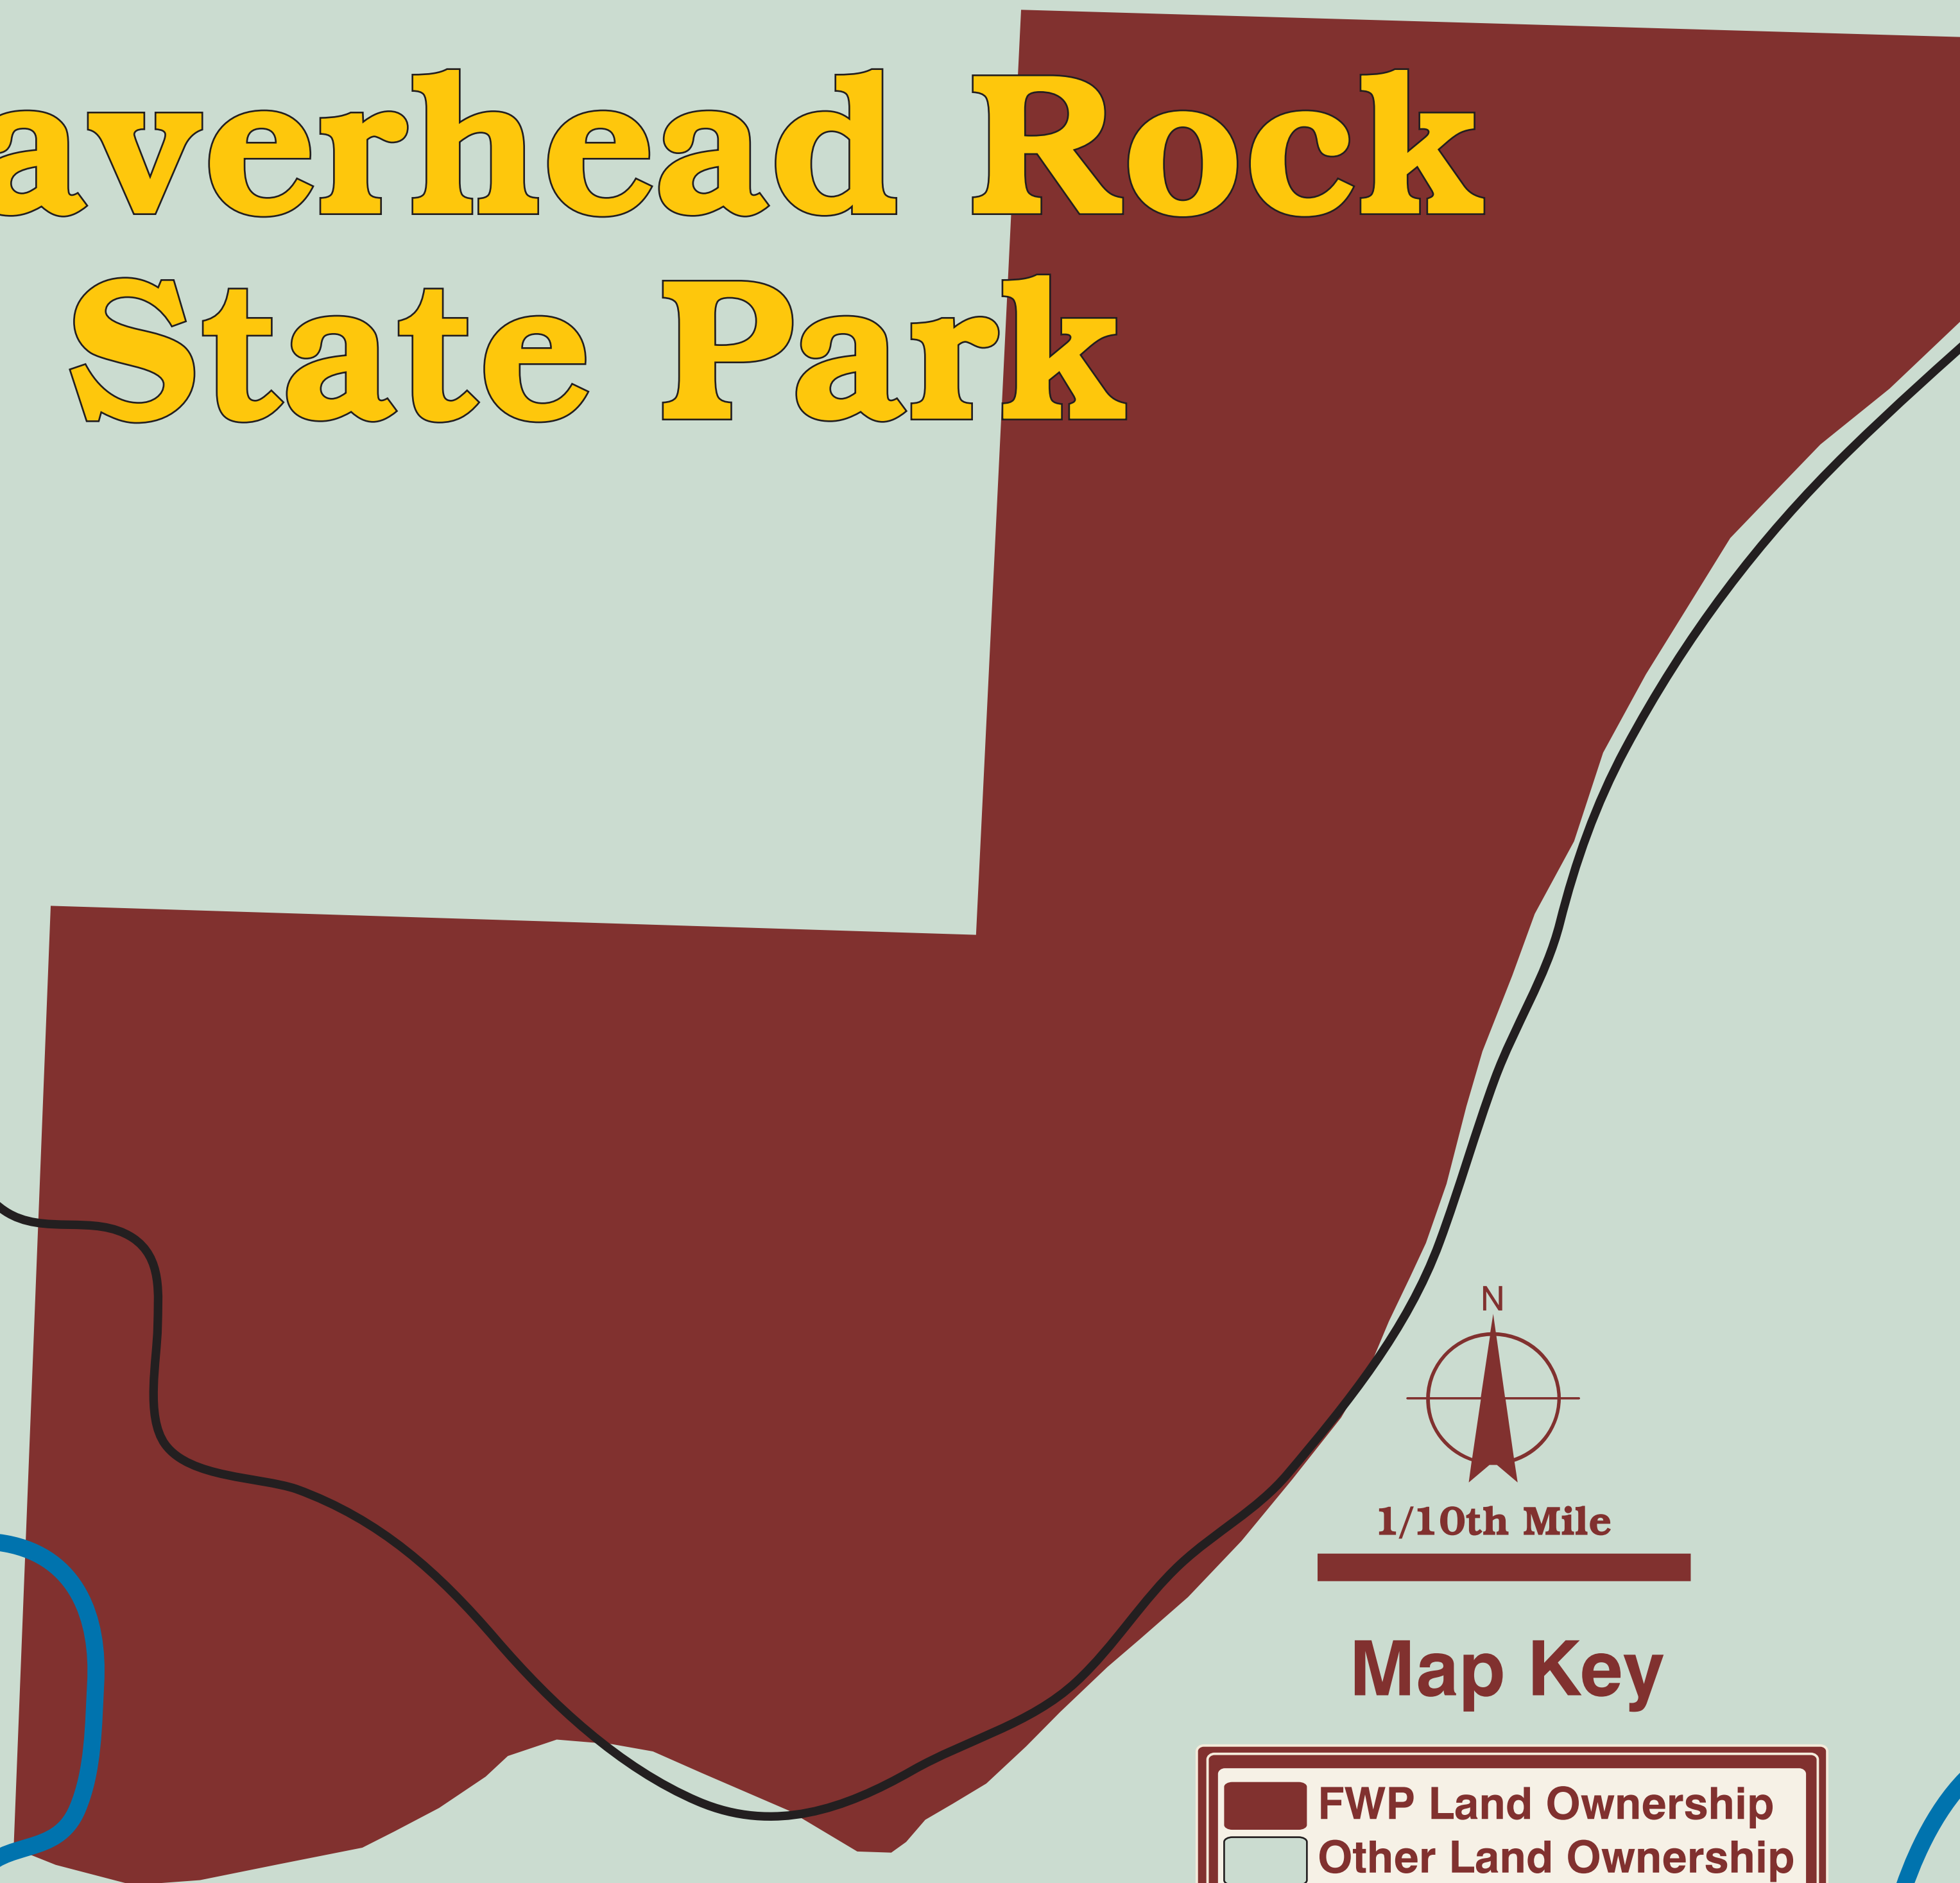 averhead Rock
State Park
N
1/10th Mile
Map Key
FWP Land Ownership
Other Land Ownership